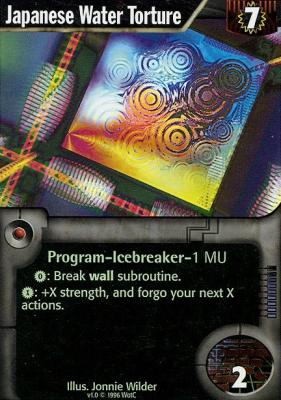 Japanese Water Torture
7
Program-Icebreaker-1 MU
0: Break wall subroutine.
: +X strength, and forgo your next X
actions.
2
Illus. Jonnie Wilder
v1.0 © 1996 WotC